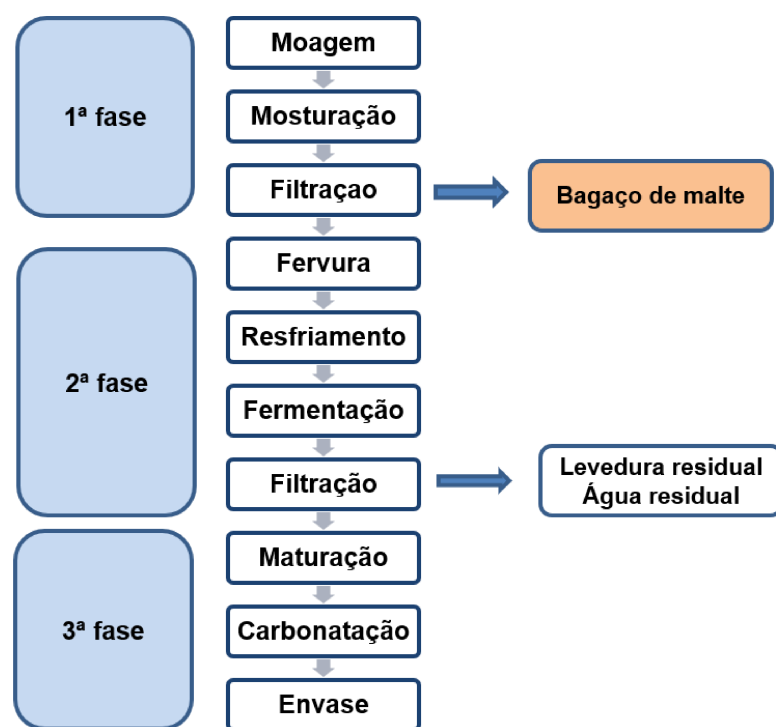 1ª fase
Moagem
Mosturação
Filtraçao
Bagaço de malte
2ª fase
Fervura
Resfriamento
Fermentação
Filtração
Levedura residual
Água residual
3ª fase
Maturação
Carbonatação
Envase